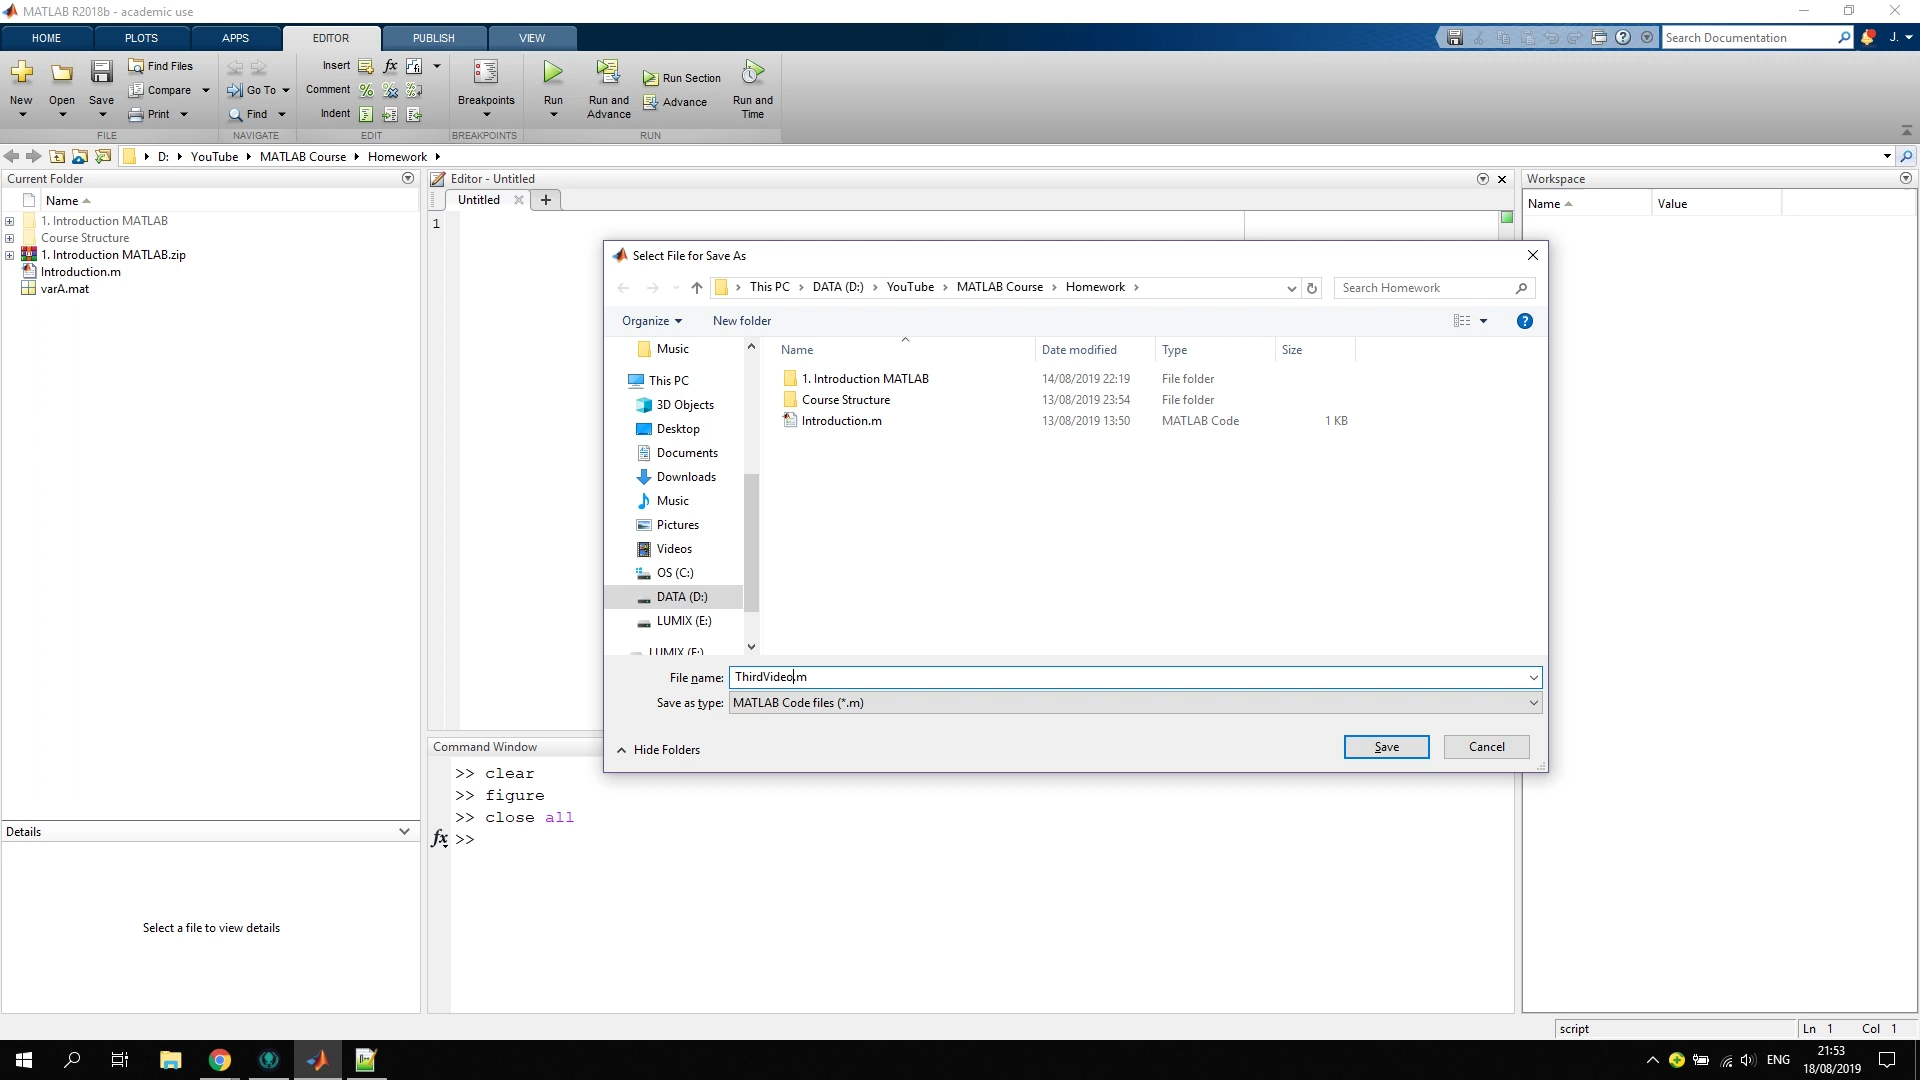 MATLAB R2018b - academic use
HOME PLOTS APPS EDITOR PUBLISH VIEW
Search Documentation
J.
New
Open
Save
Find Files
Compare
Print
Go To
Find
Insert
Comment
Indent
fx
Breakpoints
Run
Run and
Advance
Run Section
Advance
Run and
Time
FILE NAVIGATE EDIT BREAKPOINTS RUN
D: YouTube MATLAB Course Homework
Current Folder
Name
1. Introduction MATLAB
Course Structure
1. Introduction MATLAB.zip
Introduction.m
varA.mat
Details
Select a file to view details
Editor - Untitled
Untitled
1
Select File for Save As
This PC DATA (D:) YouTube MATLAB Course Homework
Search Homework
Organize New folder
Music
This PC
3D Objects
Desktop
Documents
Downloads
Music
Pictures
Videos
OS (C:)
DATA (D:)
LUMIX (E:)
LUMIX (E:)
Name Date modified Type Size
1. Introduction MATLAB 14/08/2019 22:19 File folder
Course Structure 13/08/2019 23:54 File folder
Introduction.m 13/08/2019 13:50 MATLAB Code 1 KB
File name: ThirdVideo.m
Save as type: MATLAB Code files (*.m)
Hide Folders
Save Cancel
Command Window
>> clear
>> figure
>> close all
fx >>
Workspace
Name Value
script Ln 1 Col 1
ENG
21:53
18/08/2019